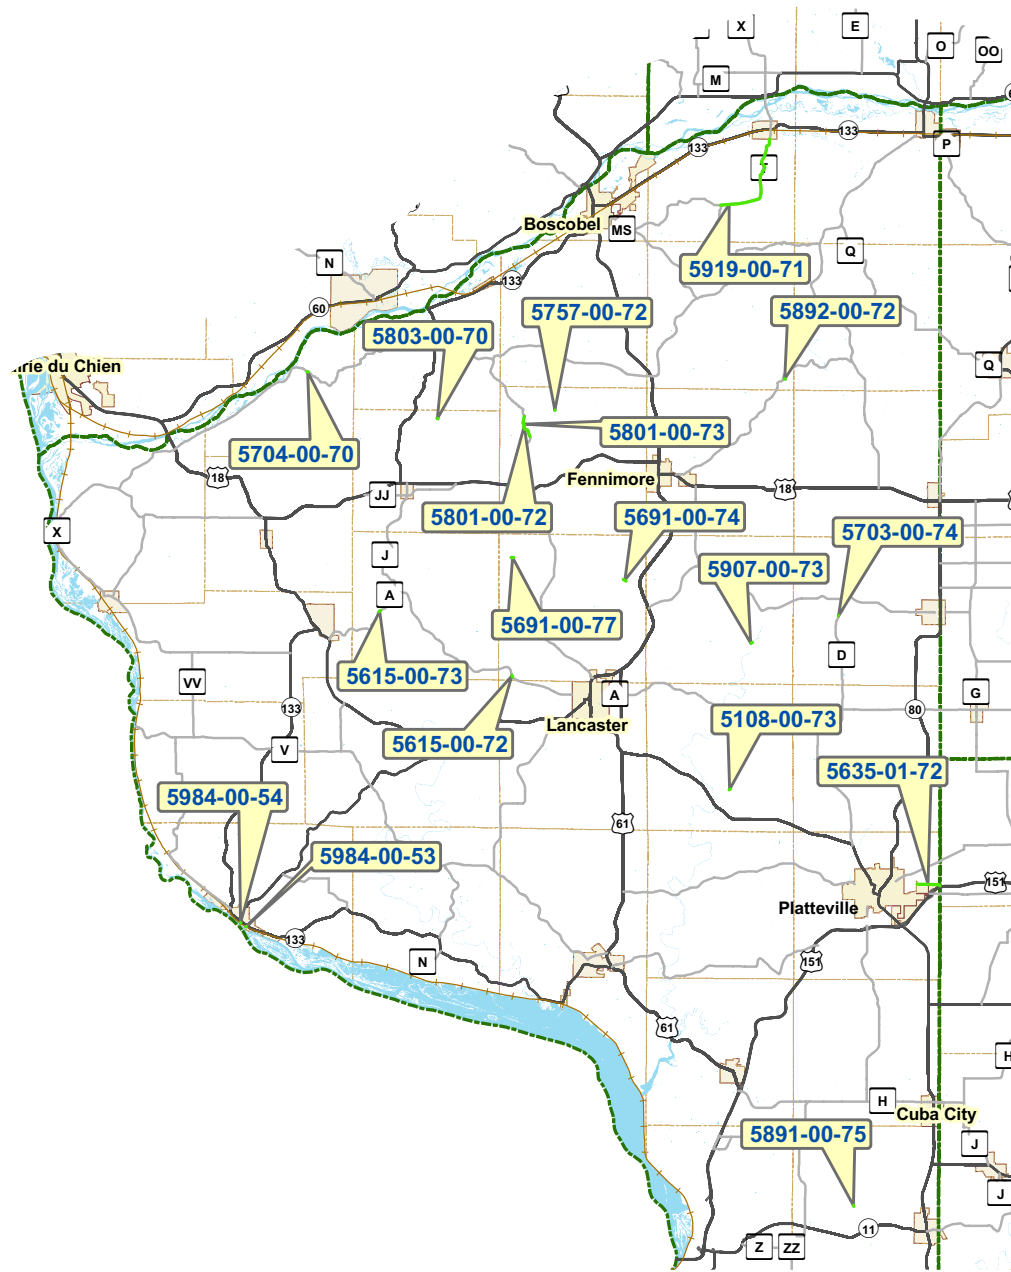 X
E
O
OO
M
6
133
133
P
T
Boscobel
MS
Q
N
5919-00-71
133
60
5757-00-72
5892-00-72
5803-00-70
Q
rie du Chien
5801-00-73
5704-00-70
18
Fennimore
JJ
18
5801-00-72
5691-00-74
5703-00-74
X
J
5907-00-73
A
5691-00-77
D
5615-00-73
VV
A
G
133
80
Lancaster
5108-00-73
V
5615-00-72
5635-01-72
5984-00-54
61
5984-00-53
151
Platteville
133
N
151
61
H
H
Cuba City
5891-00-75
J
J
11
Z
ZZ